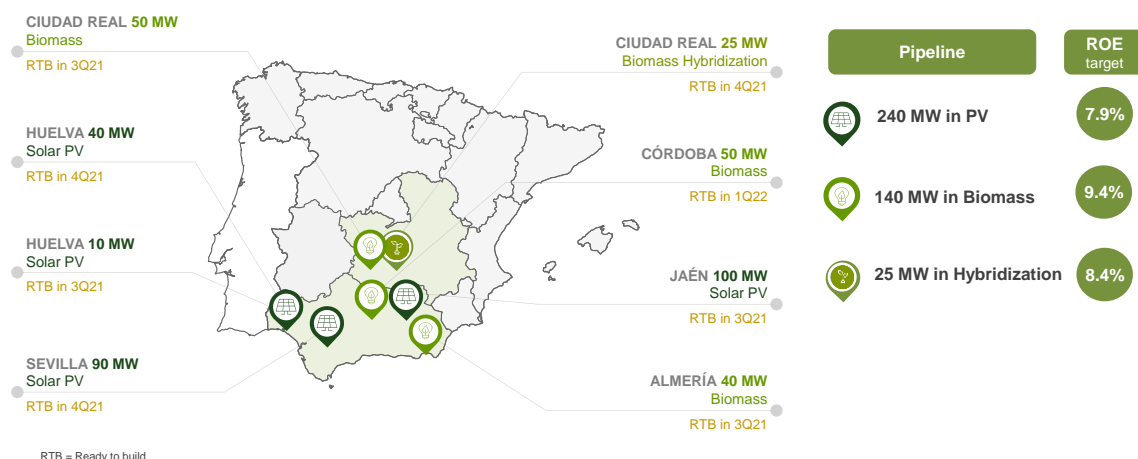 CIUDAD REAL 50 MW
Biomass
RTB in 3Q21
HUELVA 40 MW
Solar PV
RTB in 4Q21
HUELVA 10 MW
Solar PV
RTB in 3Q21
SEVILLA 90 MW
Solar PV
RTB in 4Q21
CIUDAD REAL 25 MW
Biomass Hybridization
RTB in 4Q21
CÓRDOBA 50 MW
Biomass
RTB in 1Q22
JAÉN 100 MW
Solar PV
RTB in 3Q21
ALMERÍA 40 MW
Biomass
RTB in 3Q21
Pipeline
ROE
target
240 MW in PV
7.9%
140 MW in Biomass
9.4%
25 MW in Hybridization
8.4%
RTB = Ready to build